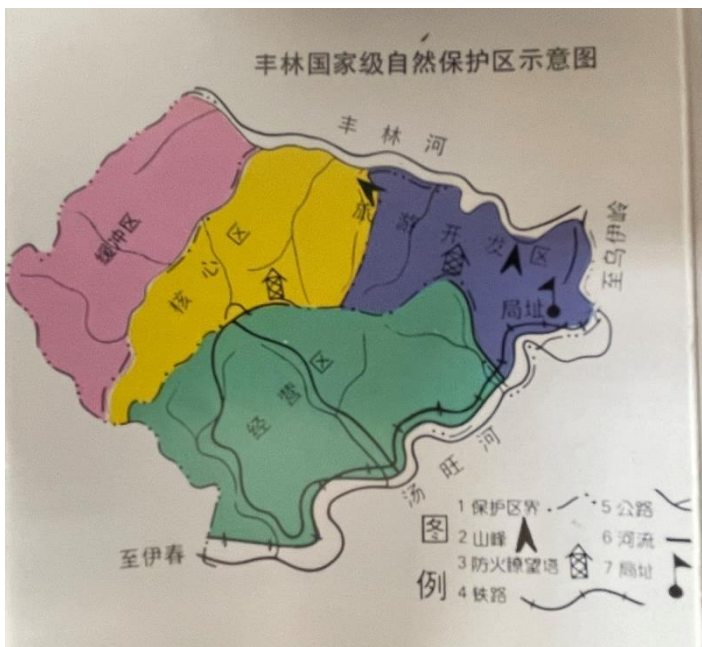 丰林国家级自然保护区示意图
丰林河
至乌伊岭
缓冲区
核心区
旅游开发区
局址
经营区
汤旺河
至伊春
图例
1 保护区界
2 山峰
3 防火瞭望塔
4 铁路
5 公路
6 河流
7 局址